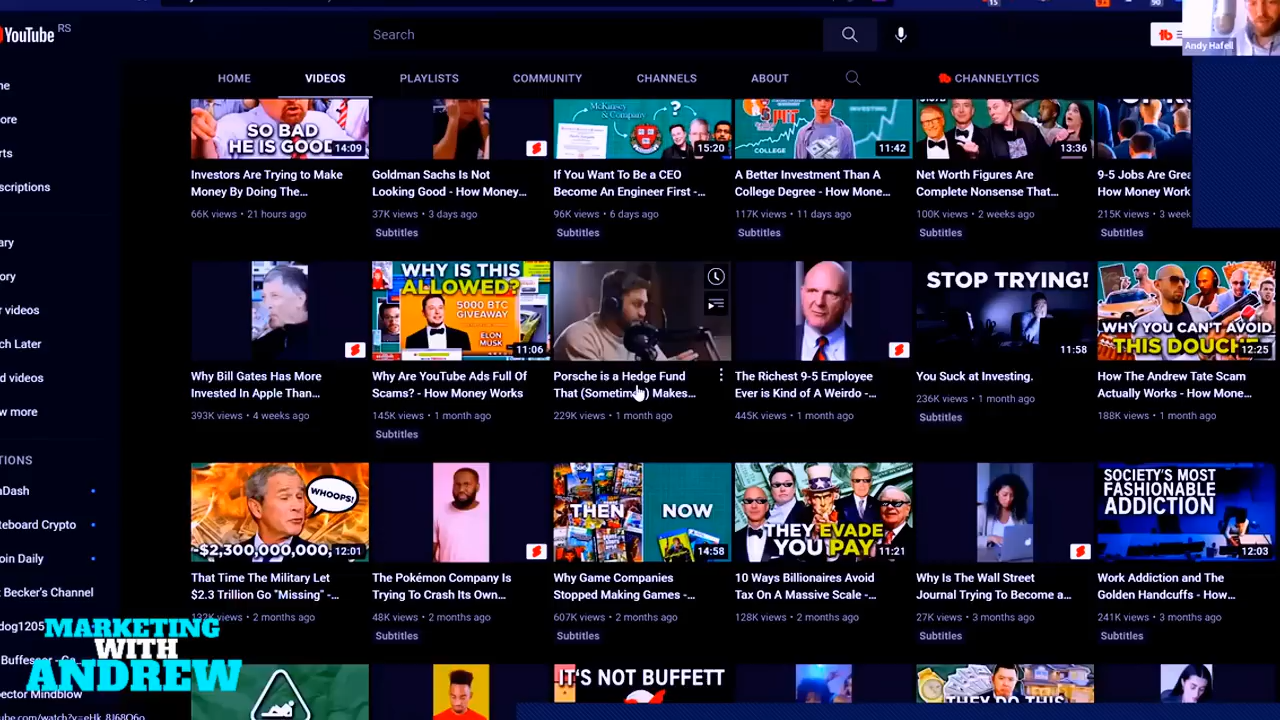 YouTube RS
Search
Andy Hafell
HOME
VIDEOS
PLAYLISTS
COMMUNITY
CHANNELS
ABOUT
CHANNELYTICS
SO BAD
HE IS GOOD
14:09
McKinsey
& Company
?
15:20
INVESTING
MIT
COLLEGE
11:42
13:36
Investors Are Trying to Make
Money By Doing The...
66K views • 21 hours ago
Goldman Sachs Is Not
Looking Good - How Money...
37K views • 3 days ago
Subtitles
If You Want To Be a CEO
Become An Engineer First -...
96K views • 6 days ago
Subtitles
A Better Investment Than A
College Degree - How Mone...
117K views • 11 days ago
Subtitles
Net Worth Figures Are
Complete Nonsense That...
100K views • 2 weeks ago
Subtitles
9-5 Jobs Are Grea
How Money Work
215K views • 3 week
Subtitles
WHY IS THIS
ALLOWED?
5000 BTC
GIVEAWAY
ELON
MUSK
11:06
STOP TRYING!
11:58
WHY YOU CAN'T AVOID
THIS DOUCHE
12:25
Why Bill Gates Has More
Invested In Apple Than...
393K views • 4 weeks ago
Why Are YouTube Ads Full Of
Scams? - How Money Works
145K views • 1 month ago
Subtitles
Porsche is a Hedge Fund
That (Sometim) Makes...
229K views • 1 month ago
The Richest 9-5 Employee
Ever is Kind of A Weirdo -...
445K views • 1 month ago
You Suck at Investing.
236K views • 1 month ago
Subtitles
How The Andrew Tate Scam
Actually Works - How Mone...
188K views • 1 month ago
WHOOPS!
-$2,300,000,000,
12:01
THEN
NOW
14:58
THEY EVADE
YOU PAY
11:21
SOCIETY'S MOST
FASHIONABLE
ADDICTION
12:03
That Time The Military Let
$2.3 Trillion Go "Missing" -...
132K views • 2 months ago
The Pokémon Company Is
Trying To Crash Its Own...
48K views • 2 months ago
Subtitles
Why Game Companies
Stopped Making Games -...
607K views • 2 months ago
Subtitles
10 Ways Billionaires Avoid
Tax On A Massive Scale -...
128K views • 2 months ago
Why Is The Wall Street
Journal Trying To Become a...
27K views • 3 months ago
Subtitles
Work Addiction and The
Golden Handcuffs - How...
241K views • 3 months ago
Subtitles
IT'S NOT BUFFETT
THEY DO THIS
ch Later
Becker's Channel
MARKETING
WITH
ANDREW